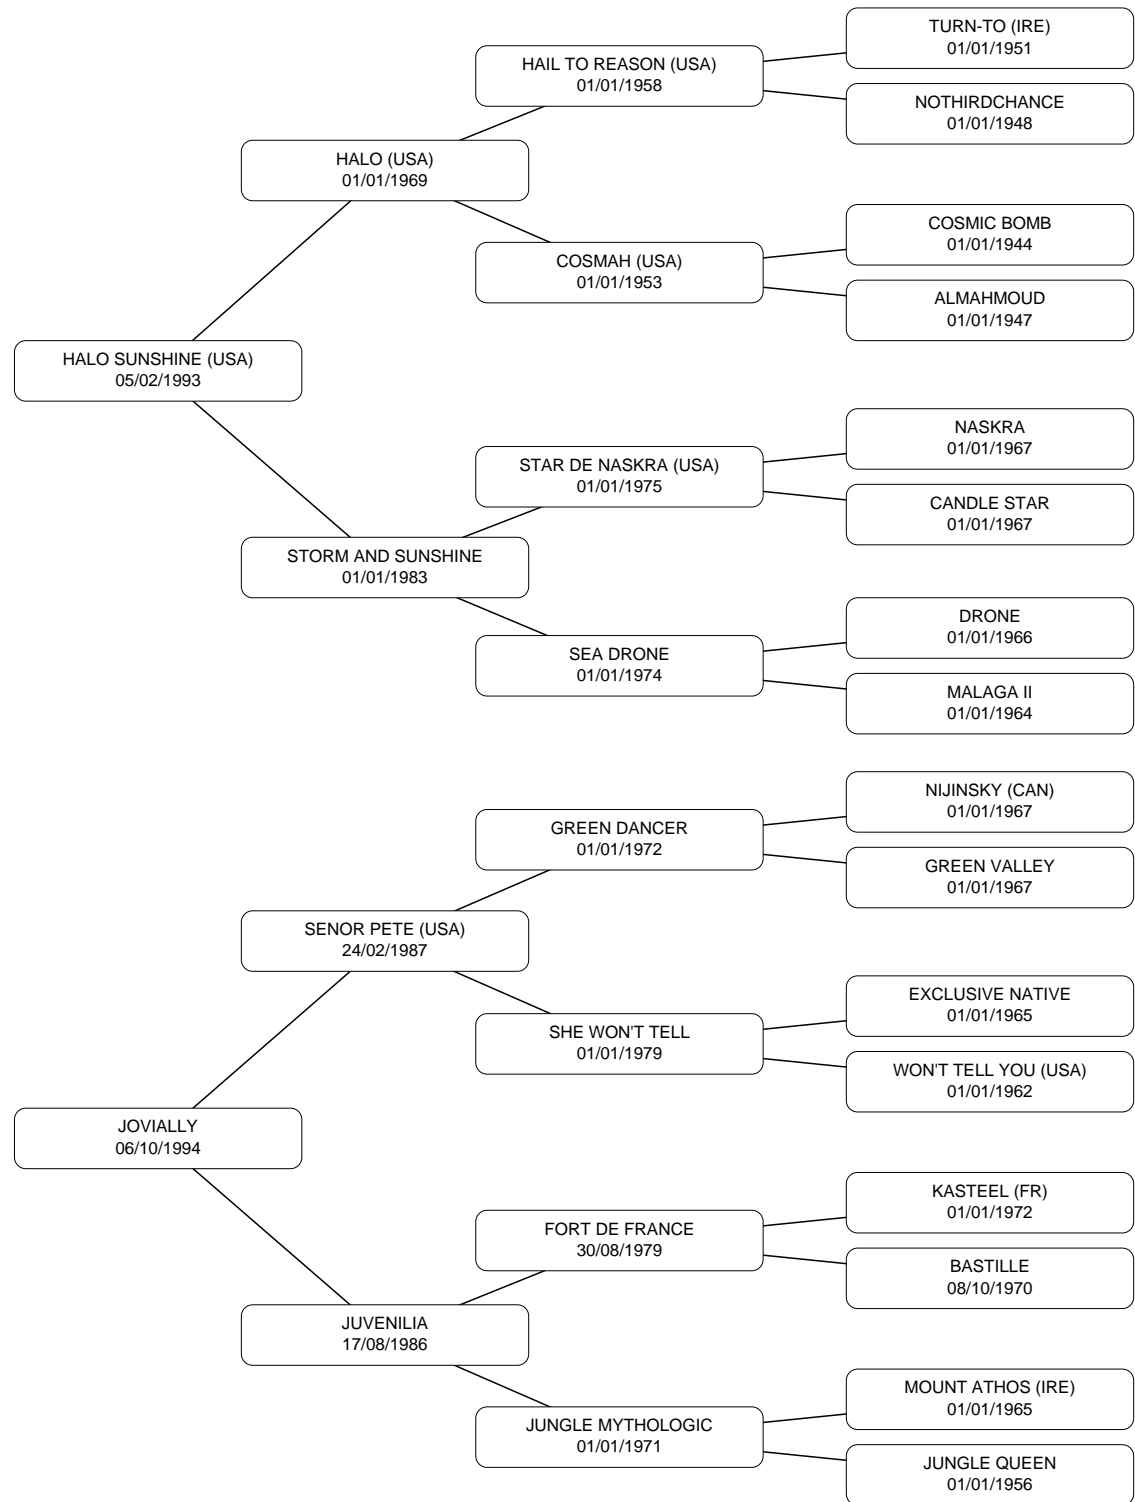 TURN-TO (IRE)
01/01/1951
HAIL TO REASON (USA)
01/01/1958
NOTHIRDCHANCE
01/01/1948
HALO (USA)
01/01/1969
COSMIC BOMB
01/01/1944
COSMAH (USA)
01/01/1953
ALMAHMOUD
01/01/1947
HALO SUNSHINE (USA)
05/02/1993
NASKRA
01/01/1967
STAR DE NASKRA (USA)
01/01/1975
CANDLE STAR
01/01/1967
STORM AND SUNSHINE
01/01/1983
DRONE
01/01/1966
SEA DRONE
01/01/1974
MALAGA II
01/01/1964
NIJINSKY (CAN)
01/01/1967
GREEN DANCER
01/01/1972
GREEN VALLEY
01/01/1967
SENOR PETE (USA)
24/02/1987
EXCLUSIVE NATIVE
01/01/1965
SHE WON'T TELL
01/01/1979
WON'T TELL YOU (USA)
01/01/1962
JOVIALLY
06/10/1994
KASTEEL (FR)
01/01/1972
FORT DE FRANCE
30/08/1979
BASTILLE
08/10/1970
JUVENILIA
17/08/1986
MOUNT ATHOS (IRE)
01/01/1965
JUNGLE MYTHOLOGIC
01/01/1971
JUNGLE QUEEN
01/01/1956